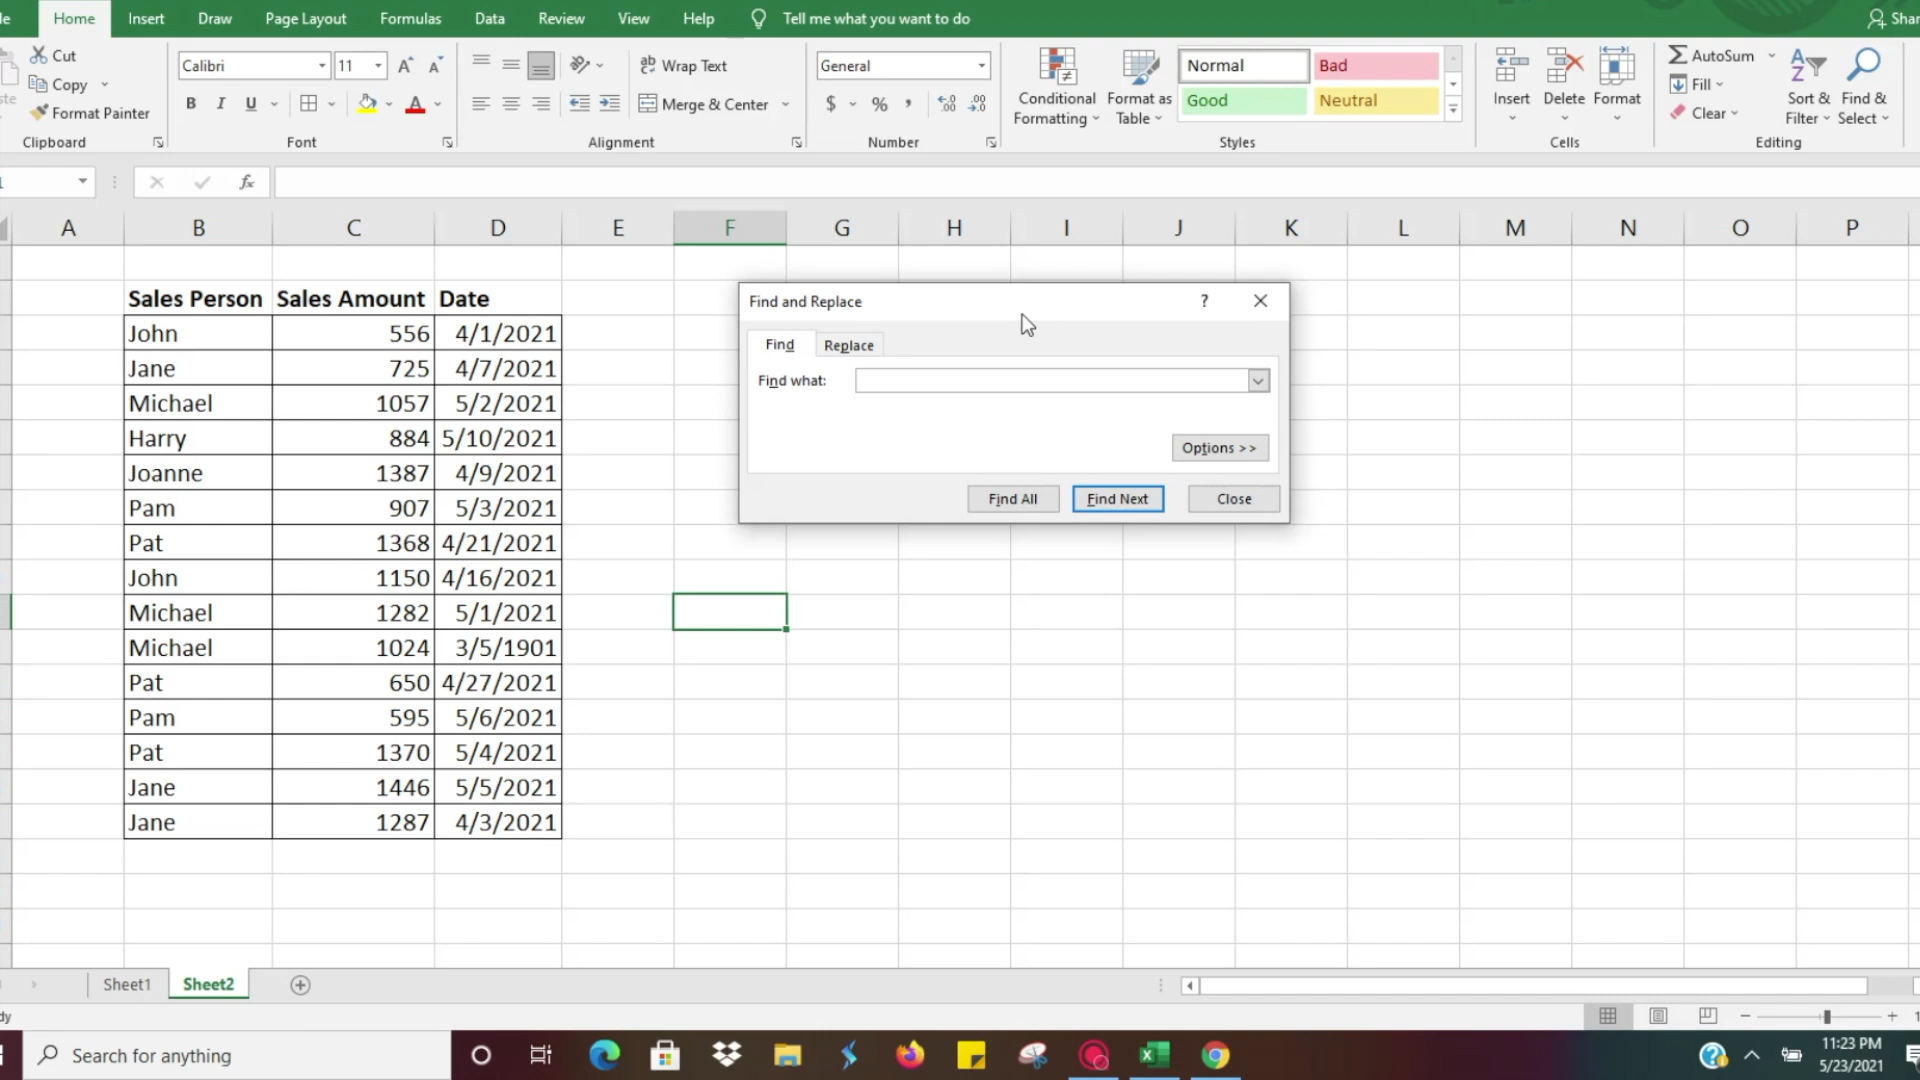 Home Insert Draw Page Layout Formulas Data Review View Help Tell me what you want to do
Cut
Copy
Format Painter
Clipboard
Calibri 11
B I U A
Font
Wrap Text
Merge & Center
Alignment
General
$ % ,
Number
Conditional Formatting
Format as Table
Normal Bad
Good Neutral
Styles
Insert Delete Format
Cells
AutoSum
Fill
Clear
Sort & Filter
Find & Select
Editing
fx
A B C D E F G H I J K L M N O P
Sales Person Sales Amount Date
John 556 4/1/2021
Jane 725 4/7/2021
Michael 1057 5/2/2021
Harry 884 5/10/2021
Joanne 1387 4/9/2021
Pam 907 5/3/2021
Pat 1368 4/21/2021
John 1150 4/16/2021
Michael 1282 5/1/2021
Michael 1024 3/5/1901
Pat 650 4/27/2021
Pam 595 5/6/2021
Pat 1370 5/4/2021
Jane 1446 5/5/2021
Jane 1287 4/3/2021
Find and Replace ?
Find Replace
Find what:
Options >>
Find All Find Next Close
Sheet1 Sheet2
Search for anything
11:23 PM
5/23/2021